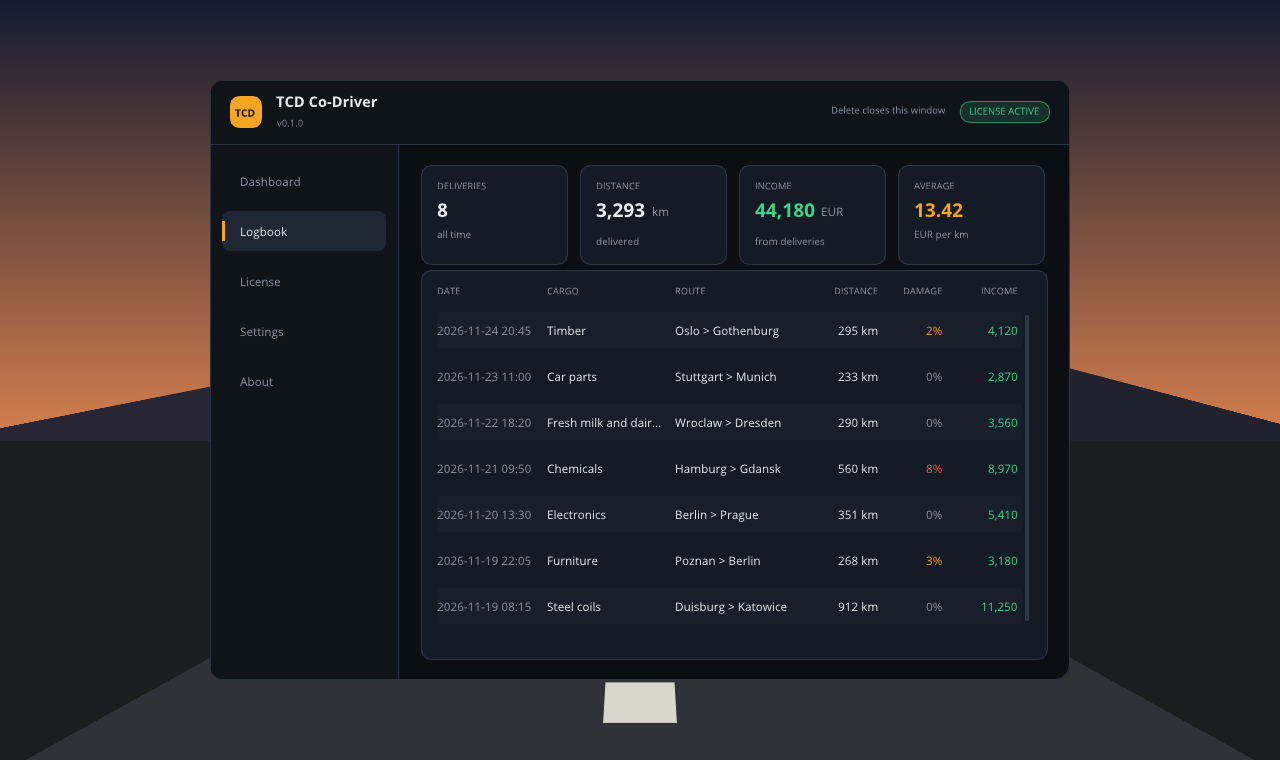 TCD
TCD Co-Driver
v0.1.0
Delete closes this window
LICENSE ACTIVE
Dashboard
Logbook
License
Settings
About
DELIVERIES
8
all time
DISTANCE
3,293 km
delivered
INCOME
44,180 EUR
from deliveries
AVERAGE
13.42
EUR per km
DATE CARGO ROUTE DISTANCE DAMAGE INCOME
2026-11-24 20:45 Timber Oslo > Gothenburg 295 km 2% 4,120
2026-11-23 11:00 Car parts Stuttgart > Munich 233 km 0% 2,870
2026-11-22 18:20 Fresh milk and dair... Wroclaw > Dresden 290 km 0% 3,560
2026-11-21 09:50 Chemicals Hamburg > Gdansk 560 km 8% 8,970
2026-11-20 13:30 Electronics Berlin > Prague 351 km 0% 5,410
2026-11-19 22:05 Furniture Poznan > Berlin 268 km 3% 3,180
2026-11-19 08:15 Steel coils Duisburg > Katowice 912 km 0% 11,250